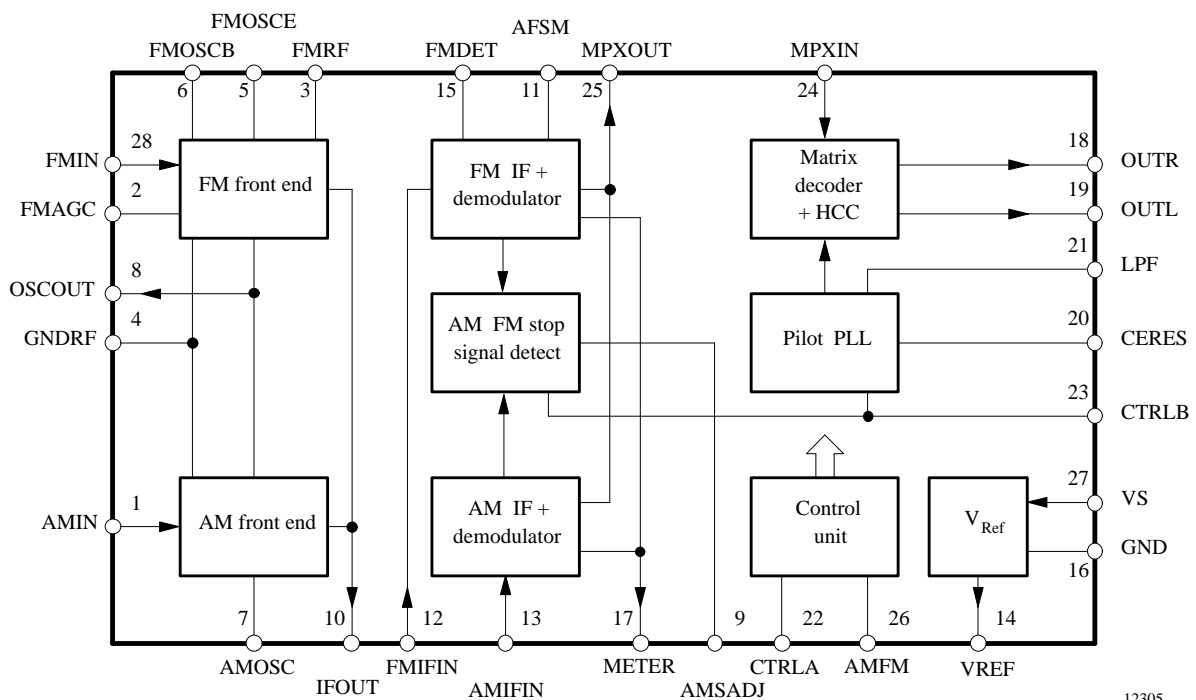 FMOSCE
AFSM
FMOSCB
FMRF
FMDET
MPXOUT
MPXIN
6
5
3
15
11
25
24
FMIN
28
FM front end
FM IF +
demodulator
Matrix
decoder
+ HCC
18
OUTR
FMAGC
2
19
OUTL
OSCOUT
8
21
LPF
GNDRF
4
AM FM stop
signal detect
Pilot PLL
20
CERES
23
CTRLB
AMIN
1
AM front end
AM IF +
demodulator
Control
unit
VRef
27
VS
GND
16
7
10
12
13
17
9
22
26
14
AMOSC
IFOUT
FMIFIN
AMIFIN
METER
AMSADJ
CTRLA
AMFM
VREF
12305